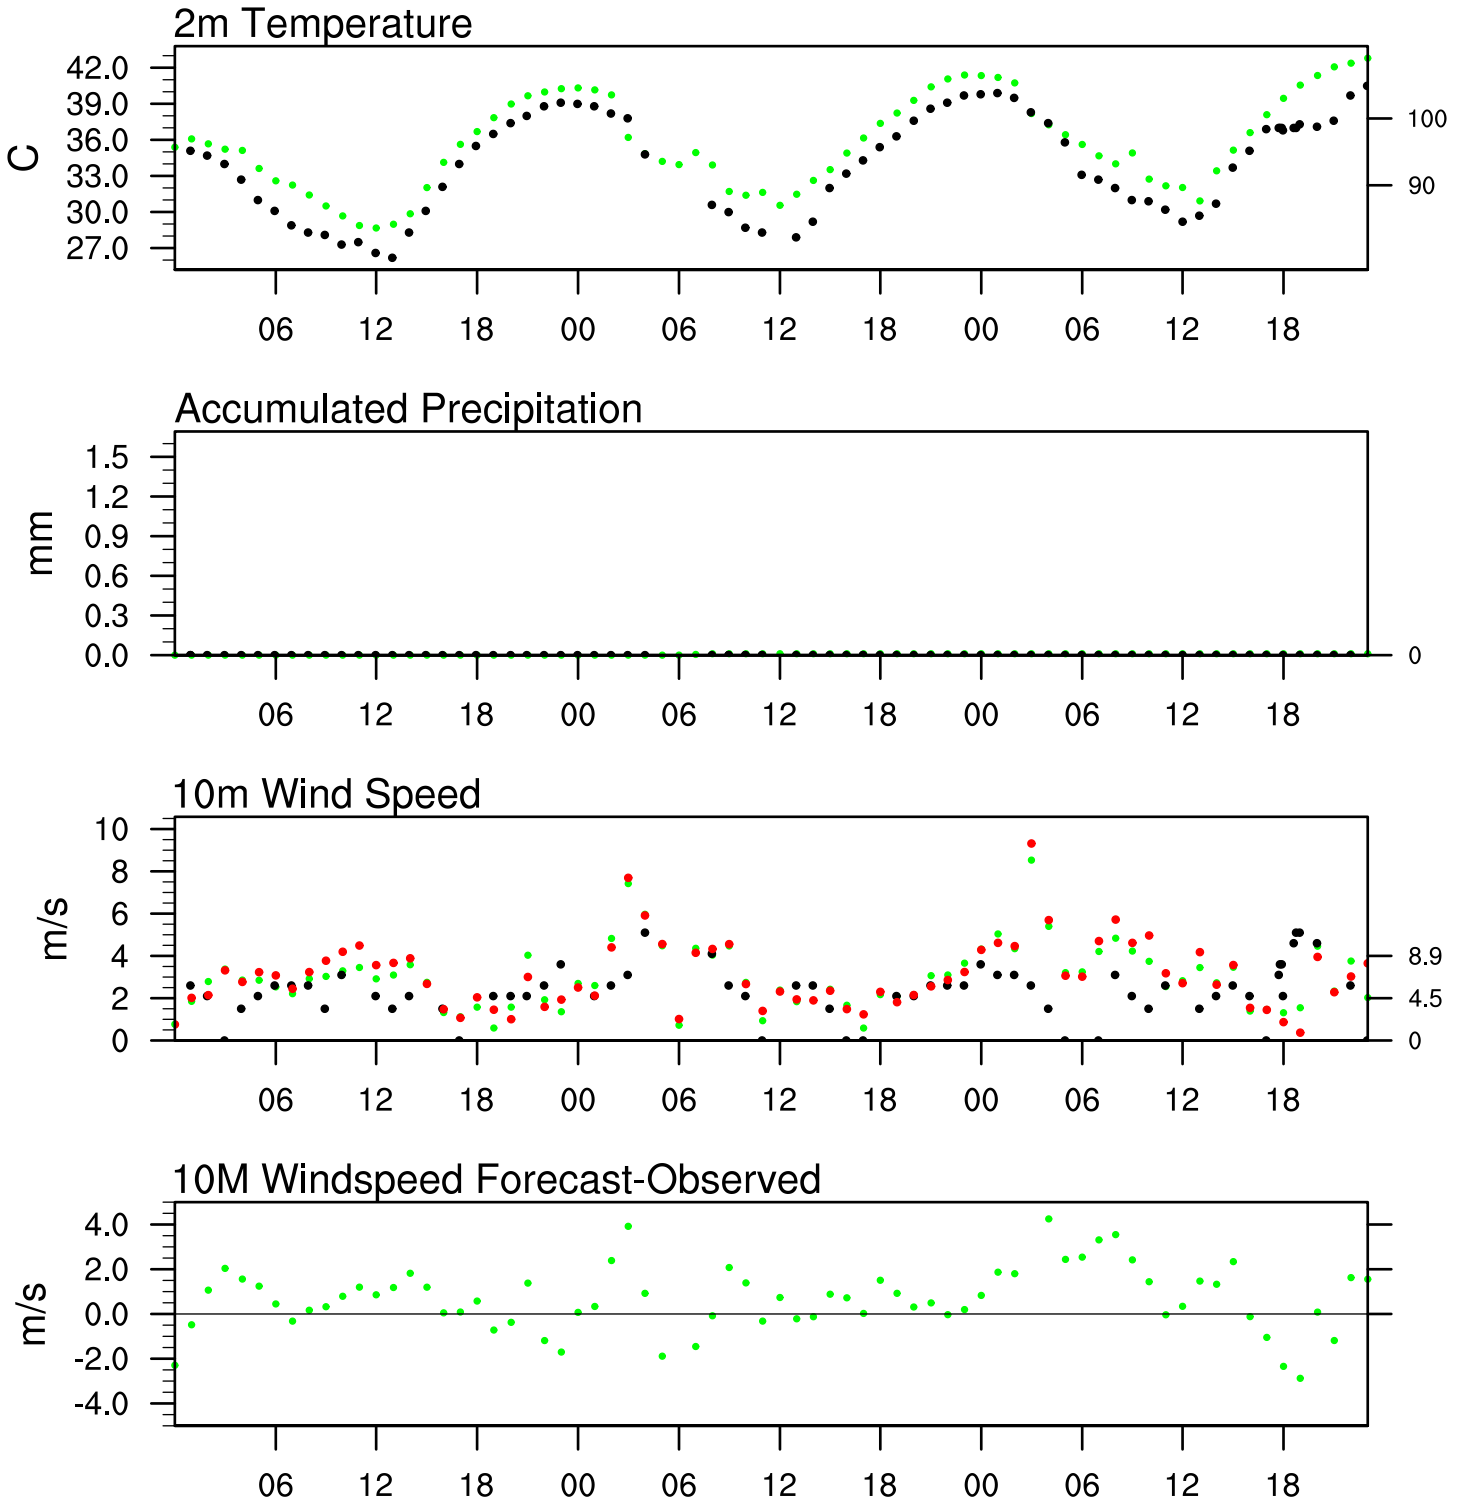 2m Temperature
42.0
39.0
36.0
33.0
30.0
27.0
C
100
90
06 12 18 00 06 12 18 00 06 12 18
Accumulated Precipitation
1.5
1.2
0.9
0.6
0.3
0.0
mm
0
06 12 18 00 06 12 18 00 06 12 18
10m Wind Speed
10
8
6
4
2
0
m/s
8.9
4.5
0
06 12 18 00 06 12 18 00 06 12 18
10M Windspeed Forecast-Observed
4.0
2.0
0.0
-2.0
-4.0
m/s
06 12 18 00 06 12 18 00 06 12 18